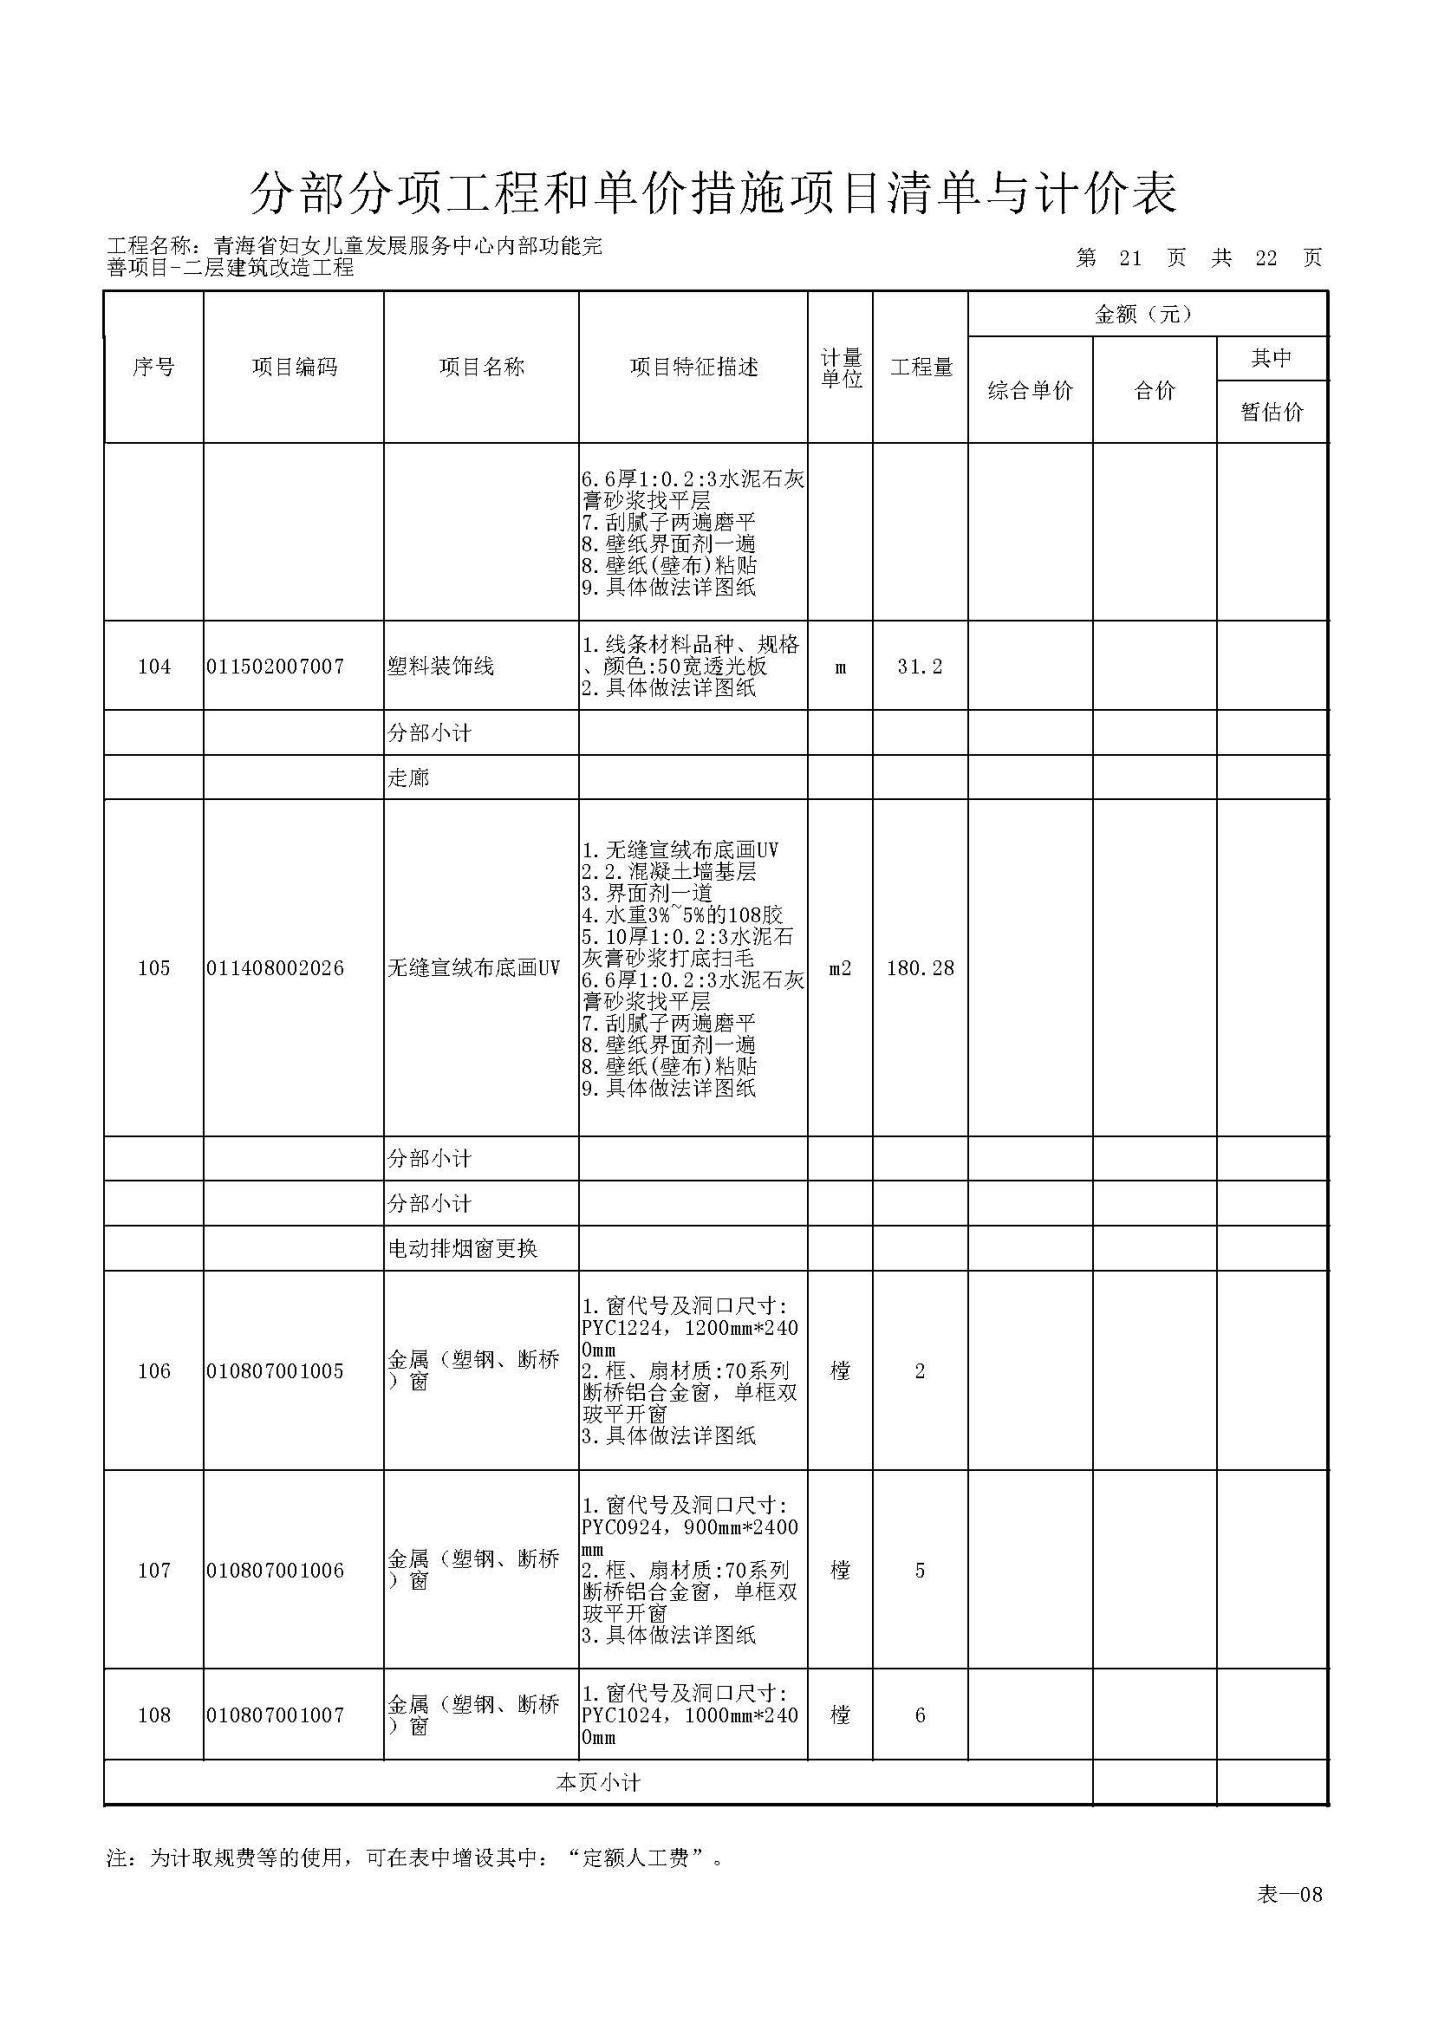 分部分项工程和单价措施项目清单与计价表
工程名称：青海省妇女儿童发展服务中心内部功能完
善项目-二层建筑改造工程
第 21 页 共 22 页
序号 项目编码 项目名称 项目特征描述 计量
单位 工程量 金额（元）
综合单价 合价 其中
暂估价
6.6厚1:0.2:3水泥石灰
膏砂浆找平层
7.刮腻子两遍磨平
8.壁纸界面剂一遍
8.壁纸(壁布)粘贴
9.具体做法详图纸
104 011502007007 塑料装饰线 1.线条材料品种、规格
、颜色:50宽透光板
2.具体做法详图纸
m 31.2
分部小计
走廊
105 011408002026 无缝宣绒布底画UV
1.无缝宣绒布底画UV
2.2.混凝土墙基层
3.界面剂一道
4.水重3%~5%的108胶
5.10厚1:0.2:3水泥石
灰膏砂浆打底扫毛
6.6厚1:0.2:3水泥石灰
膏砂浆找平层
7.刮腻子两遍磨平
8.壁纸界面剂一遍
8.壁纸(壁布)粘贴
9.具体做法详图纸
m2 180.28
分部小计
分部小计
电动排烟窗更换
106 010807001005 金属（塑钢、断桥
）窗
1.窗代号及洞口尺寸:
PYC1224，1200mm*240
0mm
2.框、扇材质:70系列
断桥铝合金窗，单框双
玻平开窗
3.具体做法详图纸
樘 2
107 010807001006 金属（塑钢、断桥
）窗
1.窗代号及洞口尺寸:
PYC0924，900mm*2400
mm
2.框、扇材质:70系列
断桥铝合金窗，单框双
玻平开窗
3.具体做法详图纸
樘 5
108 010807001007 金属（塑钢、断桥
）窗
1.窗代号及洞口尺寸:
PYC1024，1000mm*240
0mm
樘 6
本页小计
注：为计取规费等的使用，可在表中增设其中：“定额人工费”。
表—08